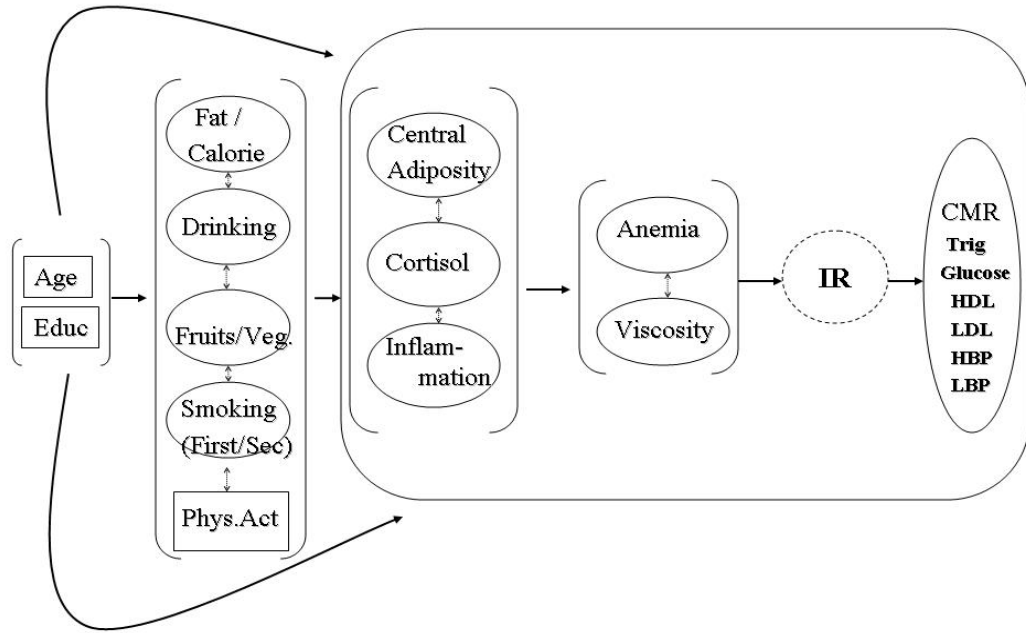 Age
Educ
Fat /
Calorie
Drinking
Fruits/Veg.
Smoking
(First/Sec)
Phys.Act
Central
Adiposity
Cortisol
Inflam-
mation
Anemia
Viscosity
IR
CMR
Trig
Glucose
HDL
LDL
HBP
LBP